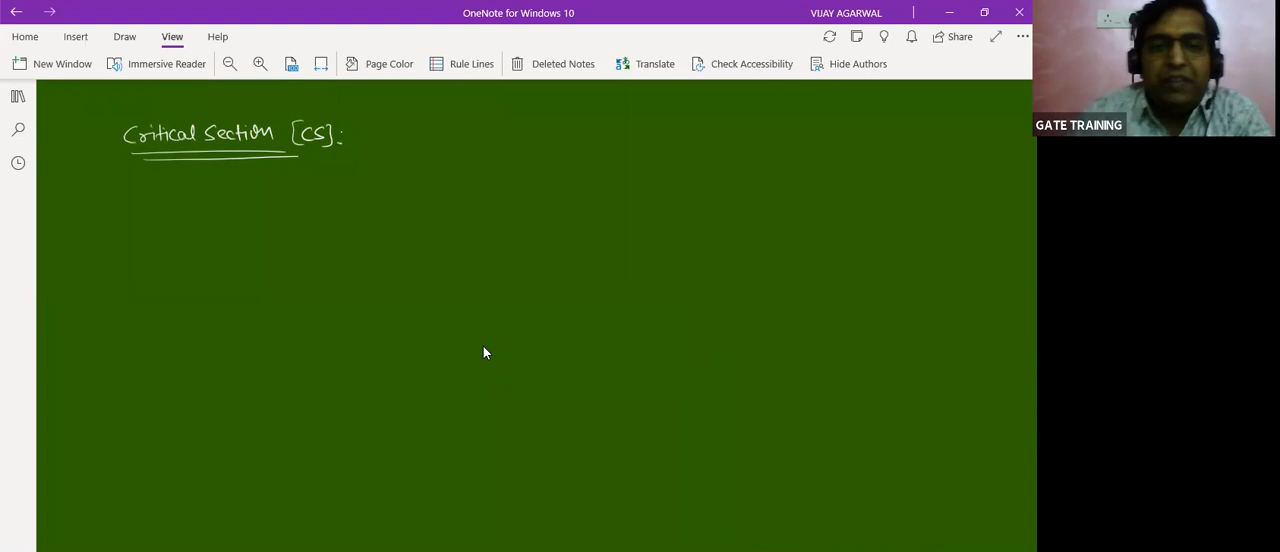 OneNote for Windows 10
VIJAY AGARWAL
Home Insert Draw View Help
Share
New Window Immersive Reader Page Color Rule Lines Deleted Notes Translate Check Accessibility Hide Authors
GATE TRAINING
Critical Section [CS]: